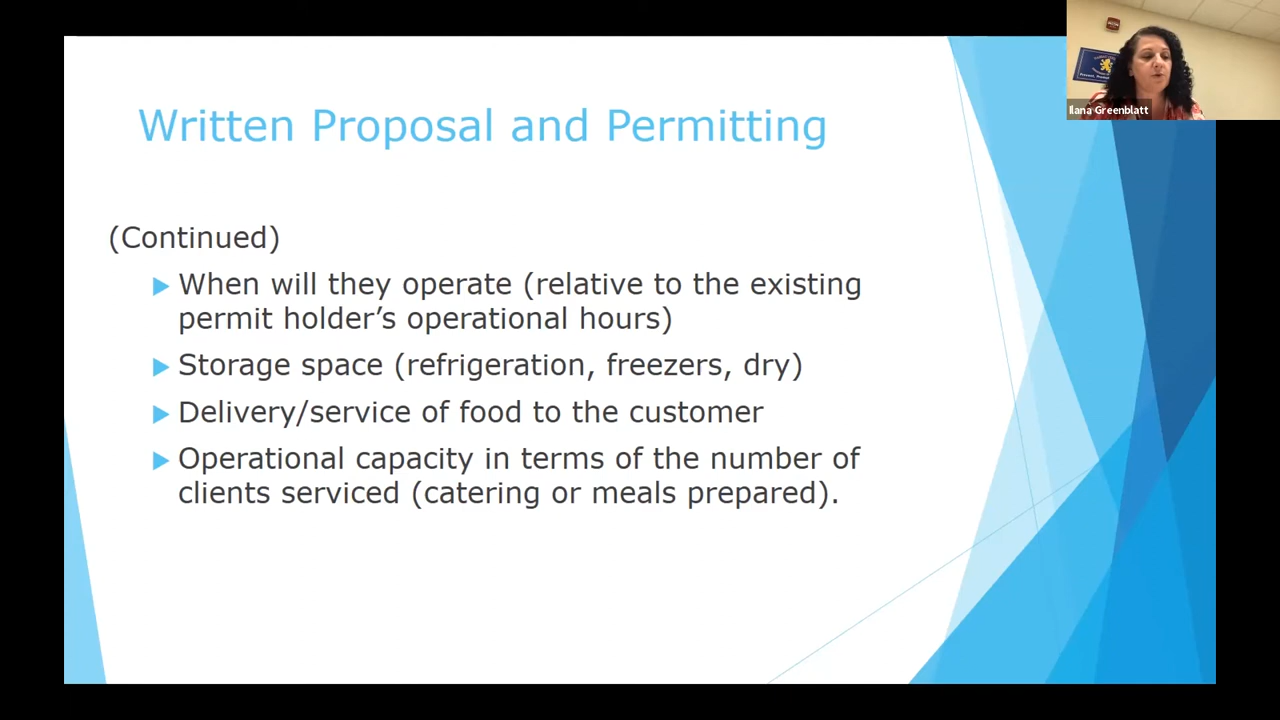 Ilana Greenblatt
Written Proposal and Permitting
(Continued)
When will they operate (relative to the existing
permit holder’s operational hours)
Storage space (refrigeration, freezers, dry)
Delivery/service of food to the customer
Operational capacity in terms of the number of
clients serviced (catering or meals prepared).